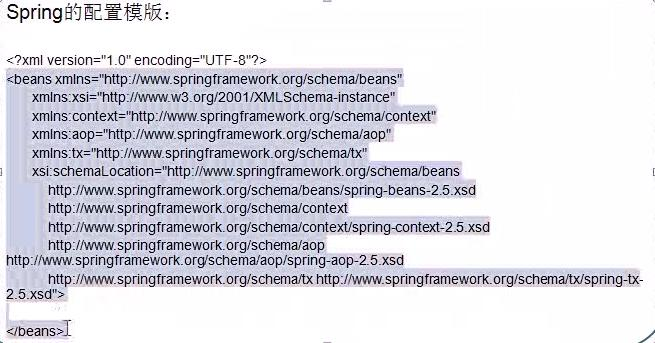 Spring的配置模版：
<?xml version="1.0" encoding="UTF-8"?>
<beans xmlns="http://www.springframework.org/schema/beans"
xmlns:xsi="http://www.w3.org/2001/XMLSchema-instance"
xmlns:context="http://www.springframework.org/schema/context"
xmlns:aop="http://www.springframework.org/schema/aop"
xmlns:tx="http://www.springframework.org/schema/tx"
xsi:schemaLocation="http://www.springframework.org/schema/beans
http://www.springframework.org/schema/beans/spring-beans-2.5.xsd
http://www.springframework.org/schema/context
http://www.springframework.org/schema/context/spring-context-2.5.xsd
http://www.springframework.org/schema/aop
http://www.springframework.org/schema/aop/spring-aop-2.5.xsd
http://www.springframework.org/schema/tx http://www.springframework.org/schema/tx/spring-tx-
2.5.xsd">
</beans>